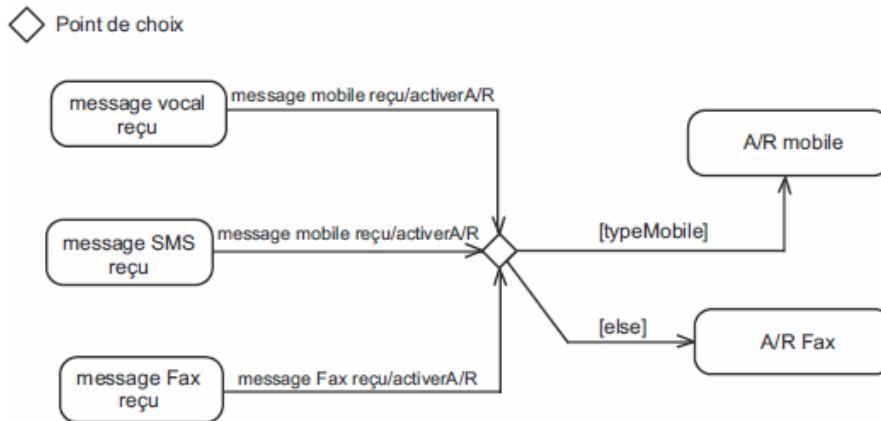 Point de choix
message vocal
reçu
message mobile reçu/activerA/R
A/R mobile
message SMS
reçu
message mobile reçu/activerA/R
[typeMobile]
[else]
A/R Fax
message Fax
reçu
message Fax reçu/activerA/R